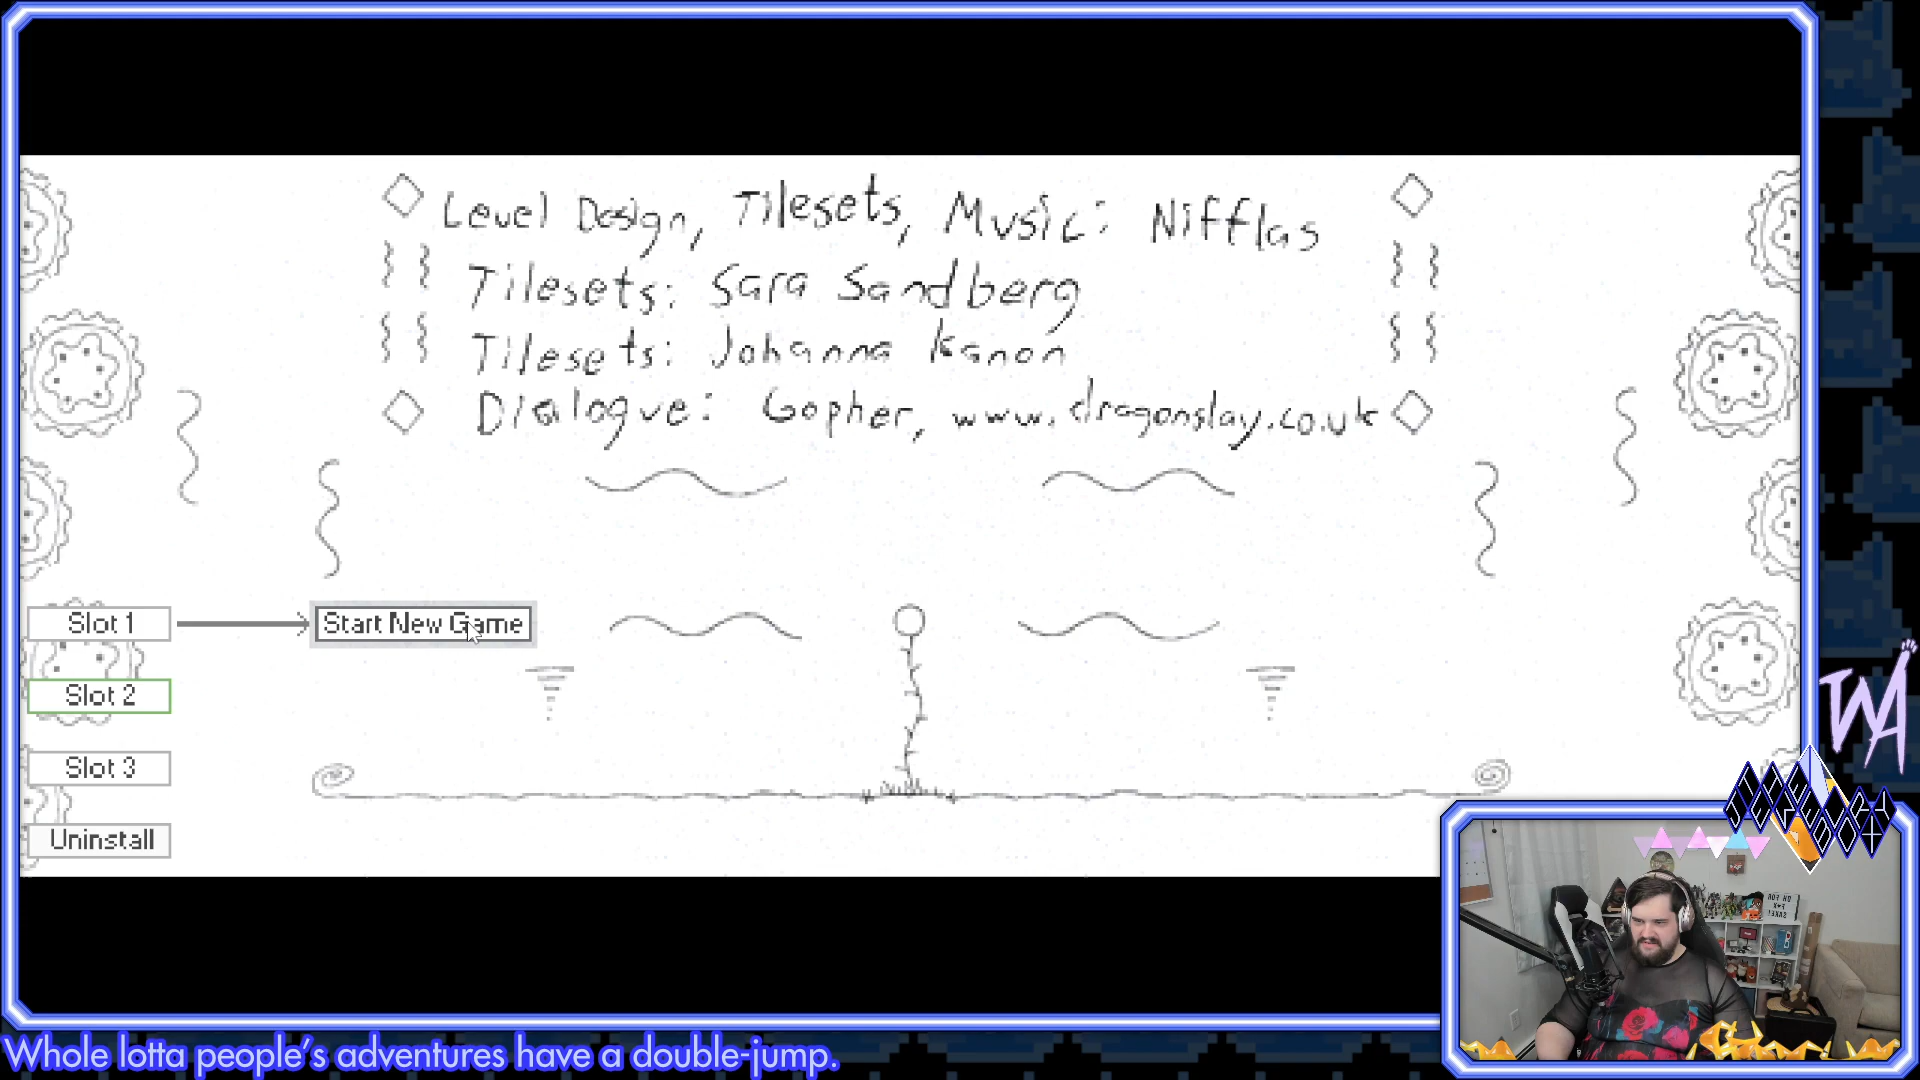 Level Design, Tilesets, Music: Nifflas
Tilesets: Sara Sandberg
Tilesets: Johanna Kanon
Dialogue: Gopher, www.dragonslay.co.uk
Slot 1
Start New Game
Slot 2
Slot 3
Uninstall
Whole lotta people's adventures have a double-jump.